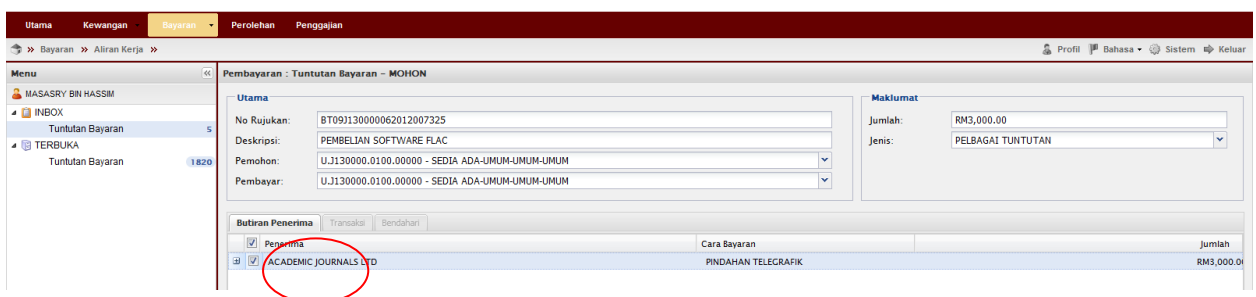 Utama Kewangan Bayaran Perolehan Penggajian
» Bayaran » Aliran Kerja » Profil Bahasa Sistem Keluar
Menu
MASASRY BIN HASSIM
INBOX
Tuntutan Bayaran 5
TERBUKA
Tuntutan Bayaran 1820
Pembayaran : Tuntutan Bayaran – MOHON
Utama
No Rujukan: BT09J130000062012007325
Deskripsi: PEMBELIAN SOFTWARE FLAC
Pemohon: U.J130000.0100.00000 - SEDIA ADA-UMUM-UMUM-UMUM
Pembayar: U.J130000.0100.00000 - SEDIA ADA-UMUM-UMUM-UMUM
Maklumat
Jumlah: RM3,000.00
Jenis: PELBAGAI TUNTUTAN
Butiran Penerima Transaksi Bendahari
Penerima Cara Bayaran Jumlah
ACADEMIC JOURNALS LTD PINDAHAN TELEGRAFIK RM3,000.0